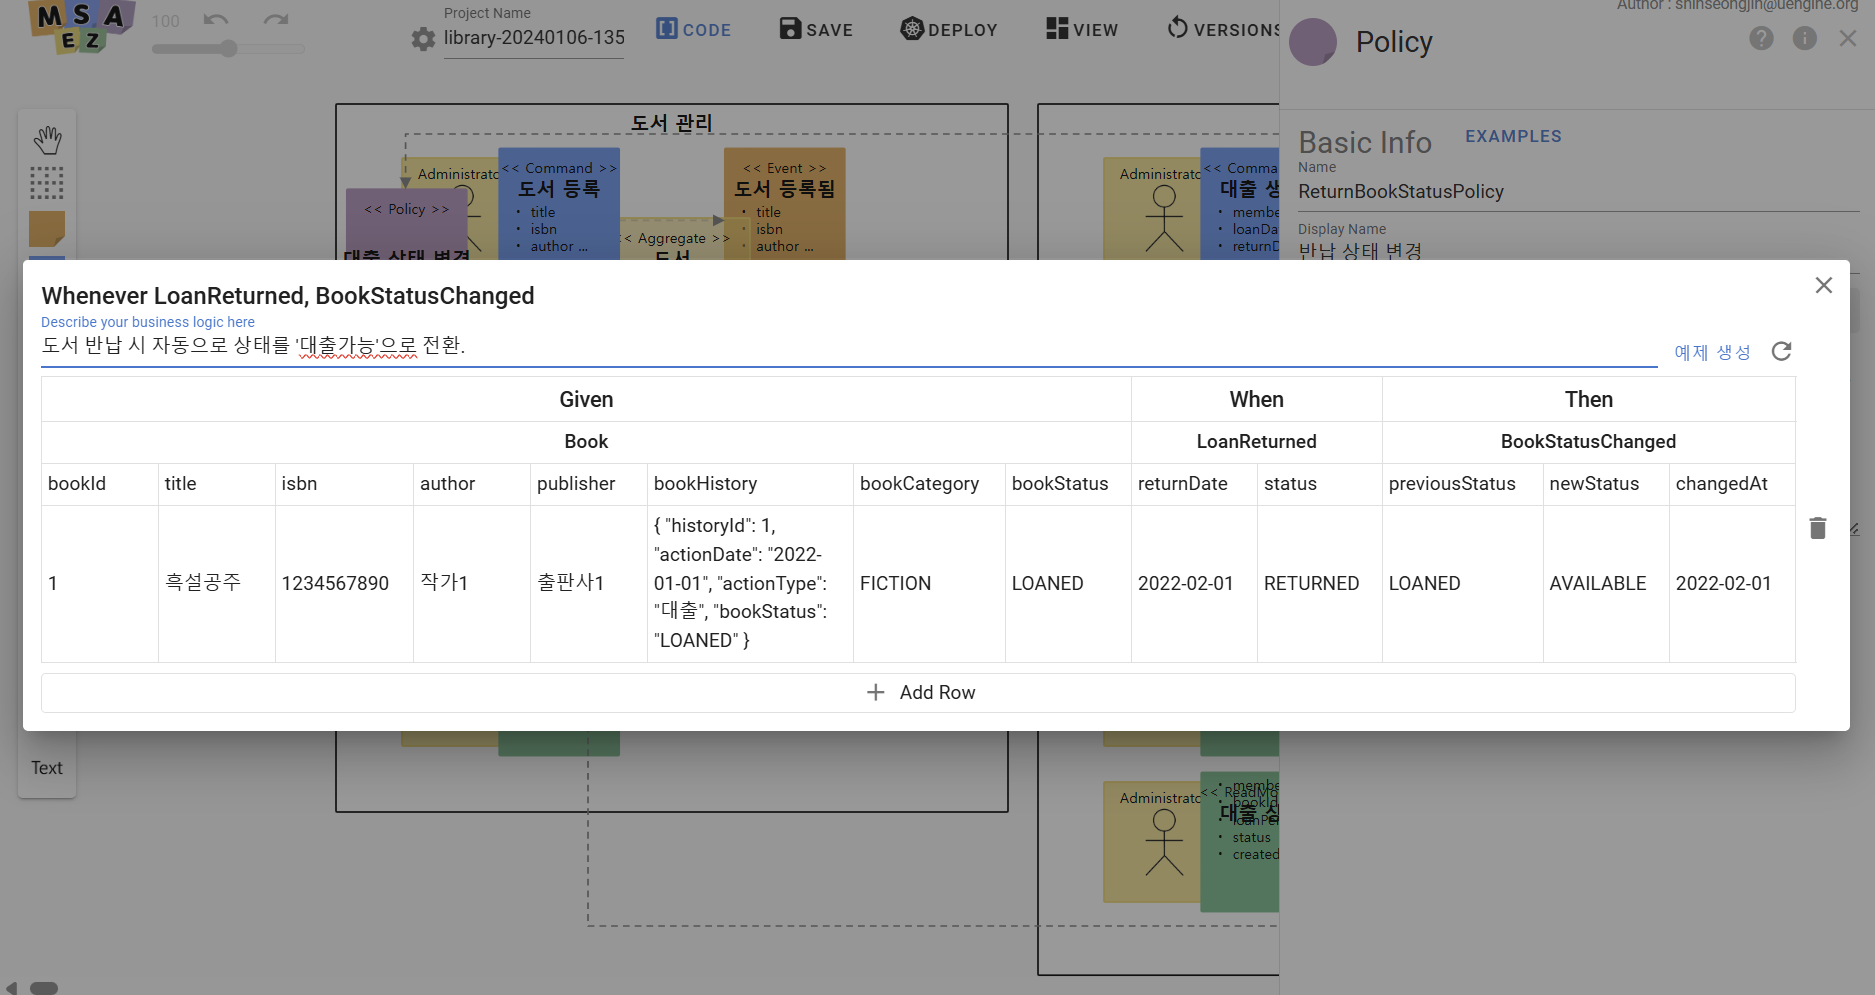 MSA
EZ
100
Project Name
library-20240106-135
CODE
SAVE
DEPLOY
VIEW
VERSIONS
Author : shinseongjin@uengine.org
Policy
Basic Info
EXAMPLES
Name
ReturnBookStatusPolicy
Display Name
반납 상태 변경
도서 관리
Administrato
<< Command >>
도서 등록
title
isbn
author ...
<< Event >>
도서 등록됨
title
isbn
author ...
<< Policy >>
대출 상태 변경
< Aggregate >>
도서
Administrato
<< Comma
대출 생
membe
loanDa
returnD
Whenever LoanReturned, BookStatusChanged
Describe your business logic here
도서 반납 시 자동으로 상태를 '대출가능'으로 전환.
예제 생성
Given
When
Then
Book
LoanReturned
BookStatusChanged
bookId
title
isbn
author
publisher
bookHistory
bookCategory
bookStatus
returnDate
status
previousStatus
newStatus
changedAt
1
흑설공주
1234567890
작가1
출판사1
{ "historyId": 1,
"actionDate": "2022-
01-01", "actionType":
"대출", "bookStatus":
"LOANED" }
FICTION
LOANED
2022-02-01
RETURNED
LOANED
AVAILABLE
2022-02-01
Add Row
Text
Administrato
<< ReadMo
대출 상
membe
bookId
loanPer
status
created